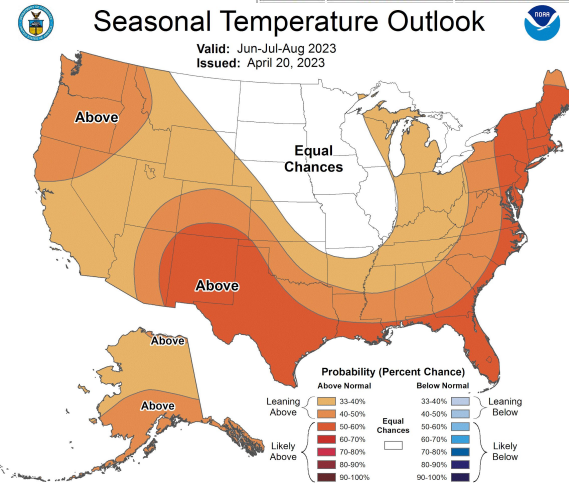 Seasonal Temperature Outlook
NOAA
Valid: Jun-Jul-Aug 2023
Issued: April 20, 2023
Above
Equal
Chances
Above
Above
Above
Probability (Percent Chance)
Above Normal
Below Normal
Leaning
Above
33-40%
40-50%
Likely
Above
50-60%
60-70%
70-80%
80-90%
90-100%
Equal
Chances
33-40%
40-50%
Leaning
Below
50-60%
60-70%
70-80%
80-90%
90-100%
Likely
Below